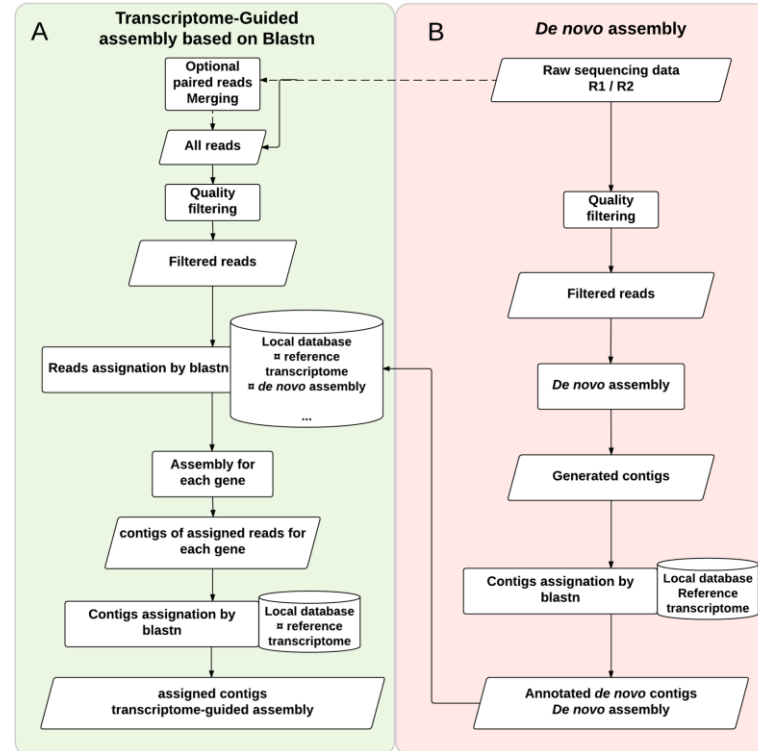 A
Transcriptome-Guided
assembly based on Blastn
Optional
paired reads
Merging
All reads
Quality
filtering
Filtered reads
Reads assignation by blastn
Local database
¤ reference
transcriptome
¤ de novo assembly
...
Assembly for
each gene
contigs of assigned reads for
each gene
Contigs assignation by
blastn
Local database
¤ reference
transcriptome
assigned contigs
transcriptome-guided assembly
B
De novo assembly
Raw sequencing data
R1 / R2
Quality
filtering
Filtered reads
De novo assembly
Generated contigs
Contigs assignation by
blastn
Local database
Reference
transcriptome
Annotated de novo contigs
De novo assembly